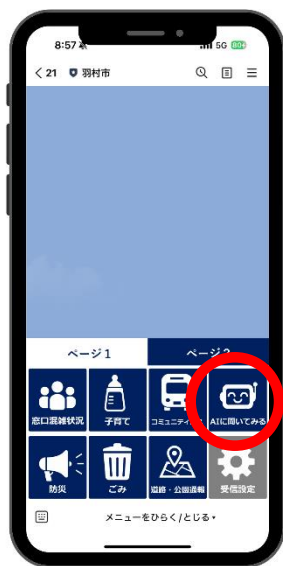 8:57
5G 80
21 羽村市
ページ1
ページ2
窓口混雑状況 子育て コミュニティバス AIに聞いてみる
防災 ごみ 道路・公園通報 受信設定
メニューをひらく/とじる